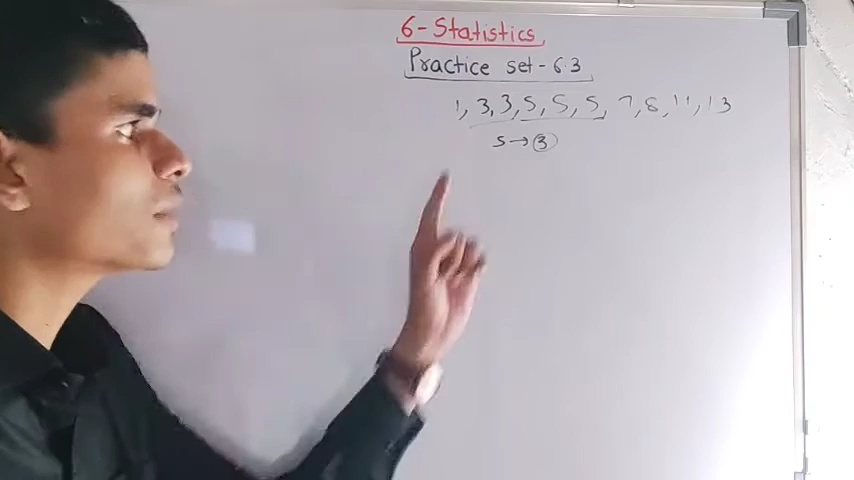 6-Statistics
Practice set-6.3
1, 3, 3, 5, 5, 5, 7, 8, 11, 13
5→3